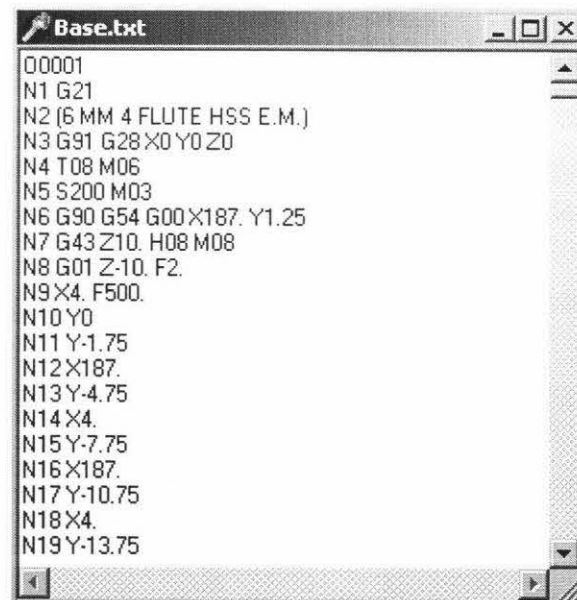 Base.txt
O0001
N1 G21
N2 (6 MM 4 FLUTE HSS E.M.)
N3 G91 G28 X0 Y0 Z0
N4 T08 M06
N5 S200 M03
N6 G90 G54 G00 X187. Y1.25
N7 G43 Z10. H08 M08
N8 G01 Z-10. F2.
N9 X4. F500.
N10 Y0
N11 Y-1.75
N12 X187.
N13 Y-4.75
N14 X4.
N15 Y-7.75
N16 X187.
N17 Y-10.75
N18 X4.
N19 Y-13.75